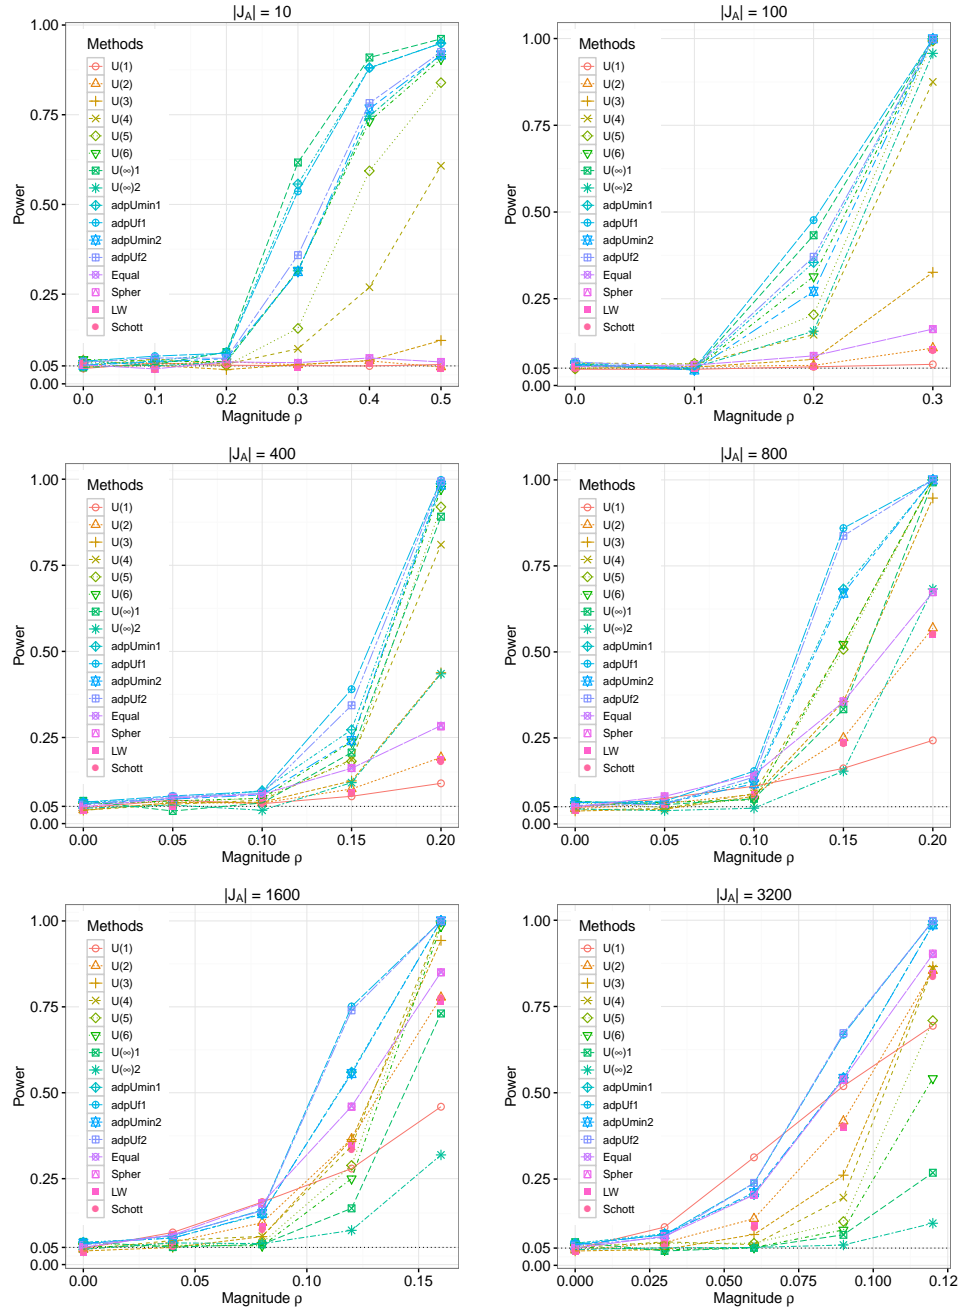 |J_A| = 10
Power
1.00
0.75
0.50
0.25
0.05
0.00
Methods
U(1)
U(2)
U(3)
U(4)
U(5)
U(6)
U(∞)1
U(∞)2
adpUmin1
adpUf1
adpUmin2
adpUf2
Equal
Spher
LW
Schott
0.0 0.1 0.2 0.3 0.4 0.5
Magnitude ρ
|J_A| = 100
Power
1.00
0.75
0.50
0.25
0.05
0.00
Methods
U(1)
U(2)
U(3)
U(4)
U(5)
U(6)
U(∞)1
U(∞)2
adpUmin1
adpUf1
adpUmin2
adpUf2
Equal
Spher
LW
Schott
0.0 0.1 0.2 0.3
Magnitude ρ
|J_A| = 400
Power
1.00
0.75
0.50
0.25
0.05
0.00
Methods
U(1)
U(2)
U(3)
U(4)
U(5)
U(6)
U(∞)1
U(∞)2
adpUmin1
adpUf1
adpUmin2
adpUf2
Equal
Spher
LW
Schott
0.00 0.05 0.10 0.15 0.20
Magnitude ρ
|J_A| = 800
Power
1.00
0.75
0.50
0.25
0.05
0.00
Methods
U(1)
U(2)
U(3)
U(4)
U(5)
U(6)
U(∞)1
U(∞)2
adpUmin1
adpUf1
adpUmin2
adpUf2
Equal
Spher
LW
Schott
0.00 0.05 0.10 0.15 0.20
Magnitude ρ
|J_A| = 1600
Power
1.00
0.75
0.50
0.25
0.05
0.00
Methods
U(1)
U(2)
U(3)
U(4)
U(5)
U(6)
U(∞)1
U(∞)2
adpUmin1
adpUf1
adpUmin2
adpUf2
Equal
Spher
LW
Schott
0.00 0.05 0.10 0.15
Magnitude ρ
|J_A| = 3200
Power
1.00
0.75
0.50
0.25
0.05
0.00
Methods
U(1)
U(2)
U(3)
U(4)
U(5)
U(6)
U(∞)1
U(∞)2
adpUmin1
adpUf1
adpUmin2
adpUf2
Equal
Spher
LW
Schott
0.000 0.025 0.050 0.075 0.100 0.125
Magnitude ρ